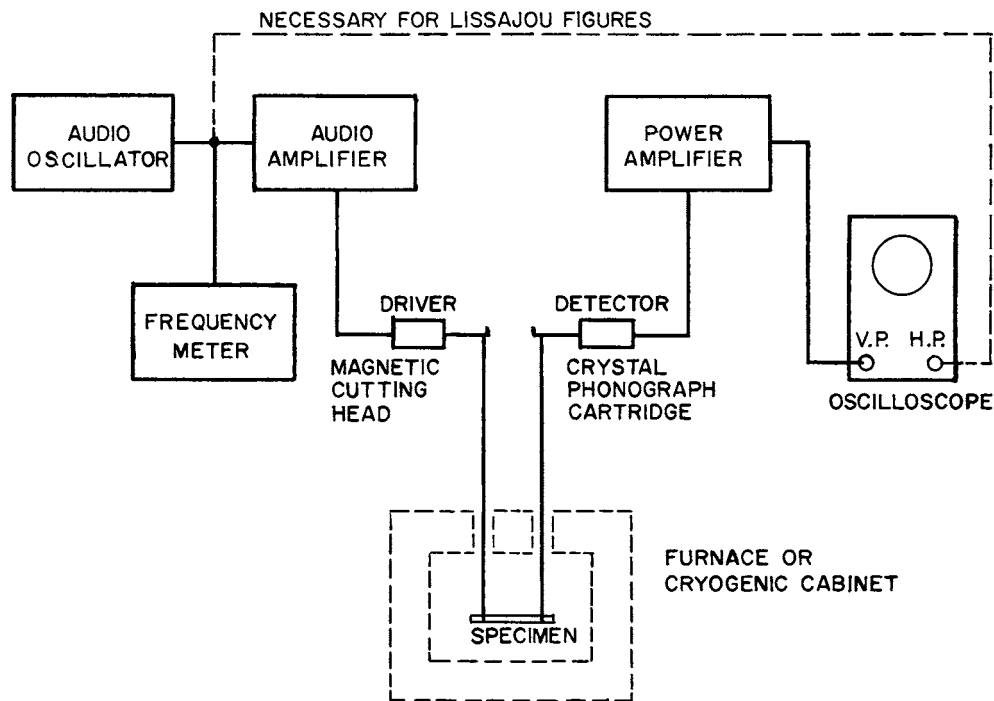 NECESSARY FOR LISSAJOU FIGURES
AUDIO
OSCILLATOR
AUDIO
AMPLIFIER
POWER
AMPLIFIER
FREQUENCY
METER
DRIVER
MAGNETIC
CUTTING
HEAD
DETECTOR
CRYSTAL
PHONOGRAPH
CARTRIDGE
V.P. H.P.
OSCILLOSCOPE
FURNACE OR
CRYOGENIC CABINET
SPECIMEN